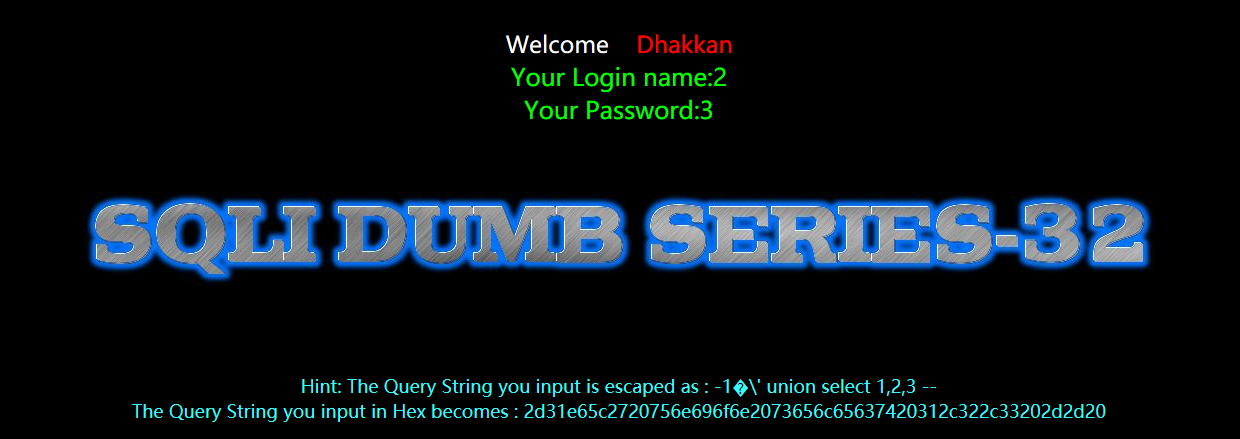 Welcome Dhakkan
Your Login name:2
Your Password:3
SQLI DUMB SERIES-32
Hint: The Query String you input is escaped as : -1�\' union select 1,2,3 --
The Query String you input in Hex becomes : 2d31e65c2720756e696f6e2073656c65637420312c322c33202d2d20